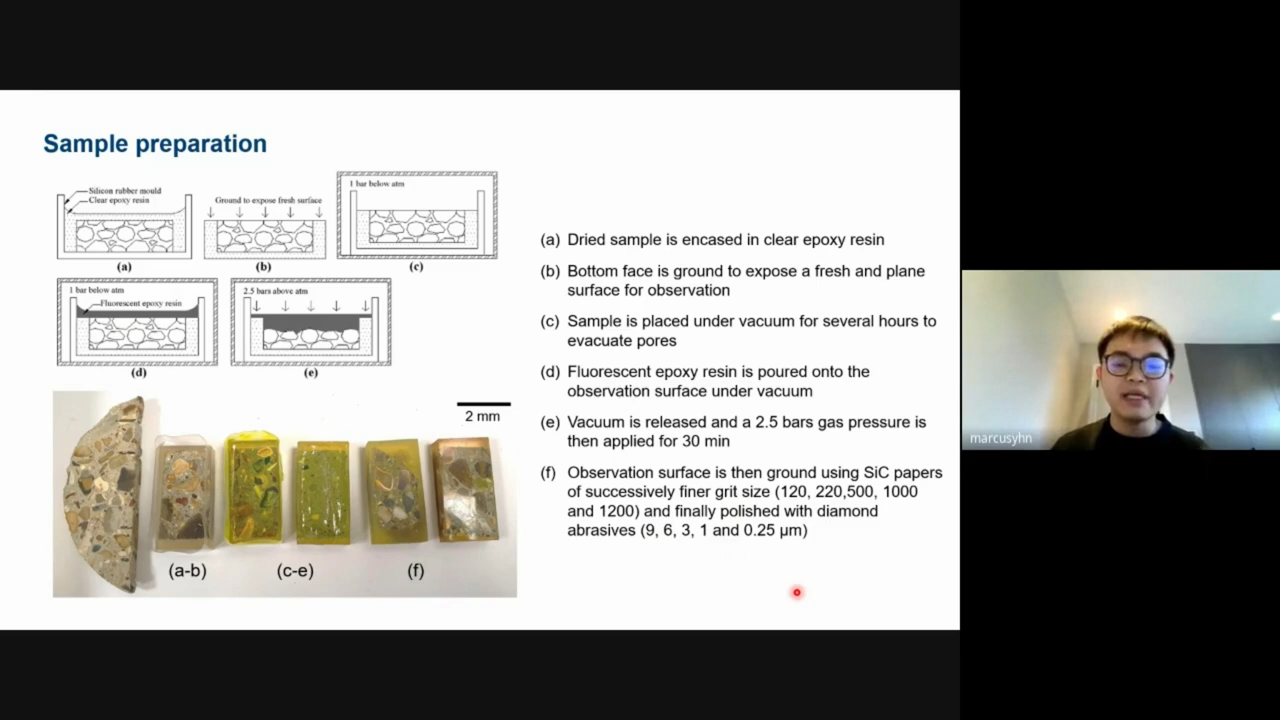 Sample preparation
Silicon rubber mould
Clear epoxy resin
(a)
Ground to expose fresh surface
(b)
1 bar below atm
(c)
1 bar below atm
Fluorescent epoxy resin
(d)
2.5 bars above atm
(e)
2 mm
(a-b)
(c-e)
(f)
(a) Dried sample is encased in clear epoxy resin
(b) Bottom face is ground to expose a fresh and plane
surface for observation
(c) Sample is placed under vacuum for several hours to
evacuate pores
(d) Fluorescent epoxy resin is poured onto the
observation surface under vacuum
(e) Vacuum is released and a 2.5 bars gas pressure is
then applied for 30 min
(f) Observation surface is then ground using SiC papers
of successively finer grit size (120, 220,500, 1000
and 1200) and finally polished with diamond
abrasives (9, 6, 3, 1 and 0.25 µm)
marcusyhn